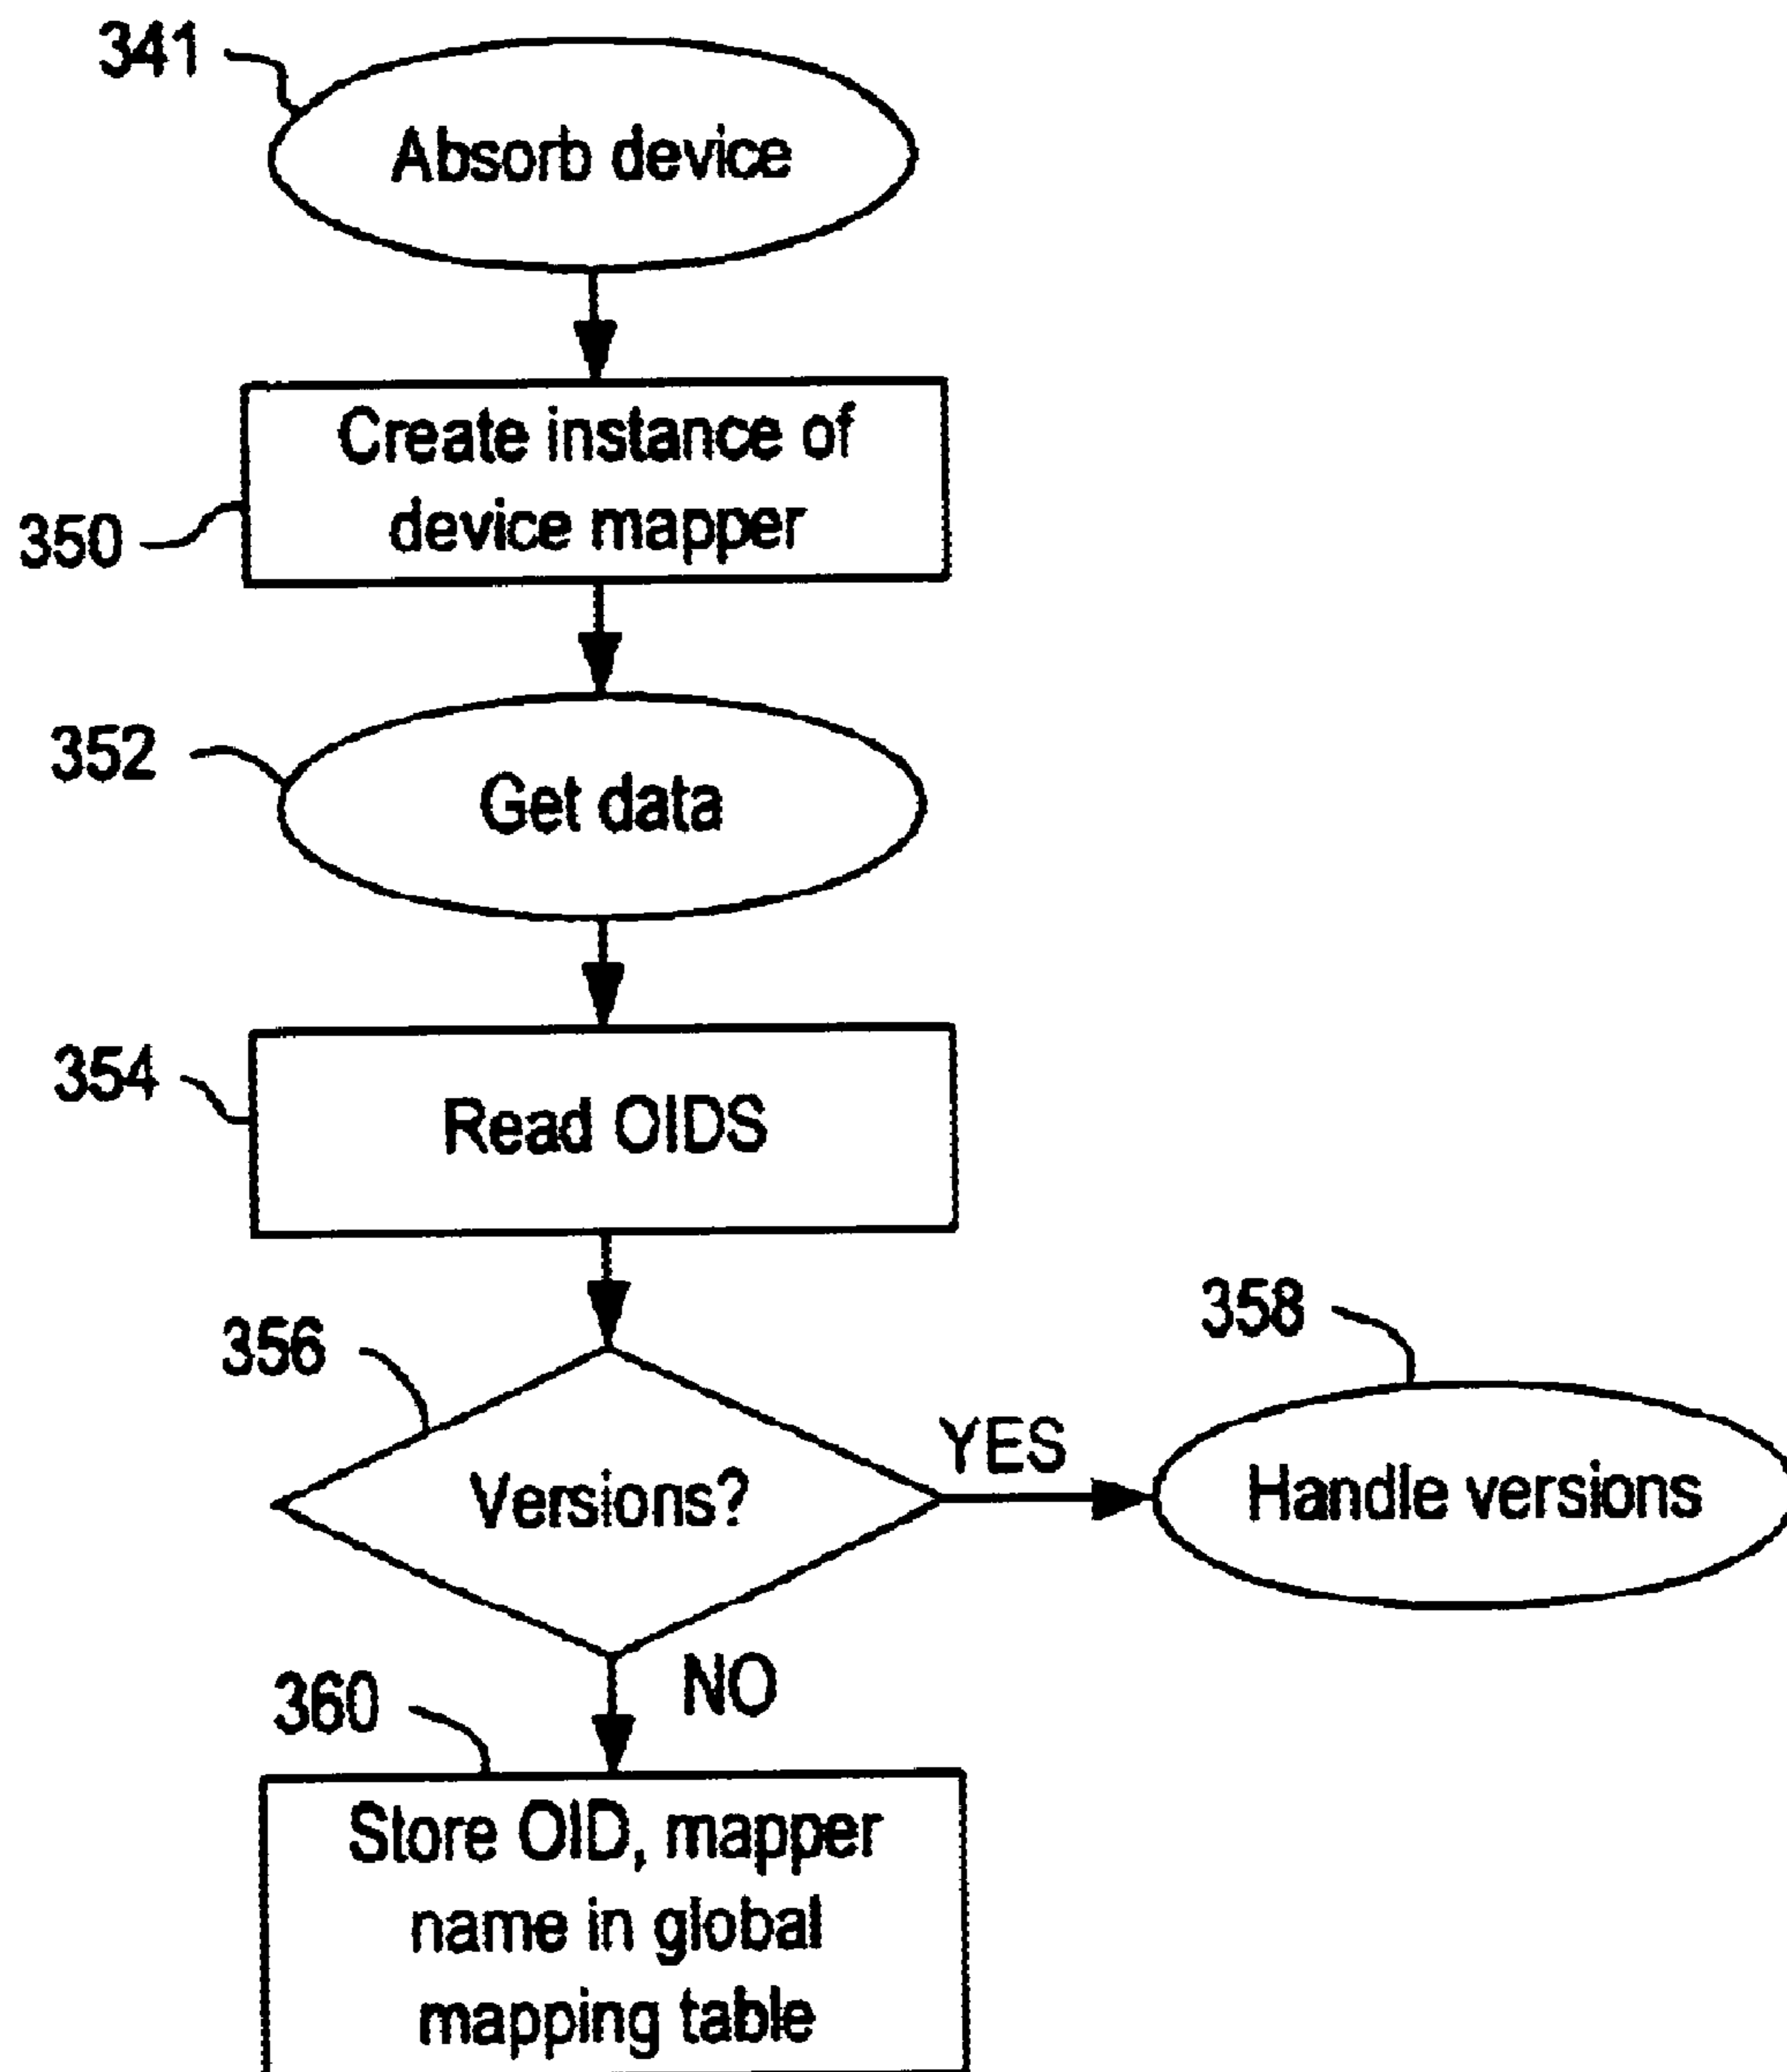 341
Absorb device
Create instance of
device mapper
350
352
Get data
354
Read OIDS
356
Versions?
YES
358
Handle versions
NO
360
Store OID, mapper
name in global
mapping table